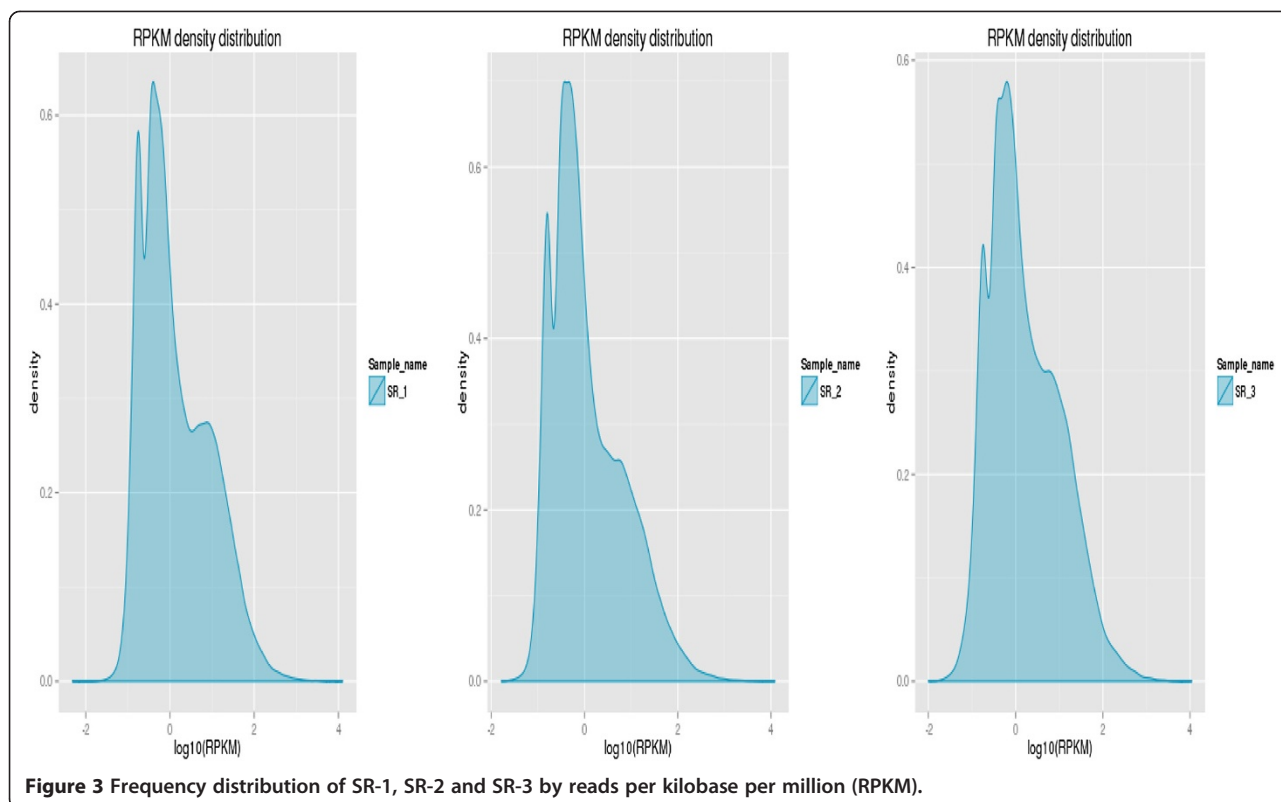 RPKM density distribution
0.6
0.4
0.2
0.0
density
-2
0
2
4
log10(RPKM)
Sample_name
SR_1
RPKM density distribution
0.6
0.4
0.2
0.0
density
-2
0
2
4
log10(RPKM)
Sample_name
SR_2
RPKM density distribution
0.6
0.4
0.2
0.0
density
-2
0
2
4
log10(RPKM)
Sample_name
SR_3
Figure 3 Frequency distribution of SR-1, SR-2 and SR-3 by reads per kilobase per million (RPKM).